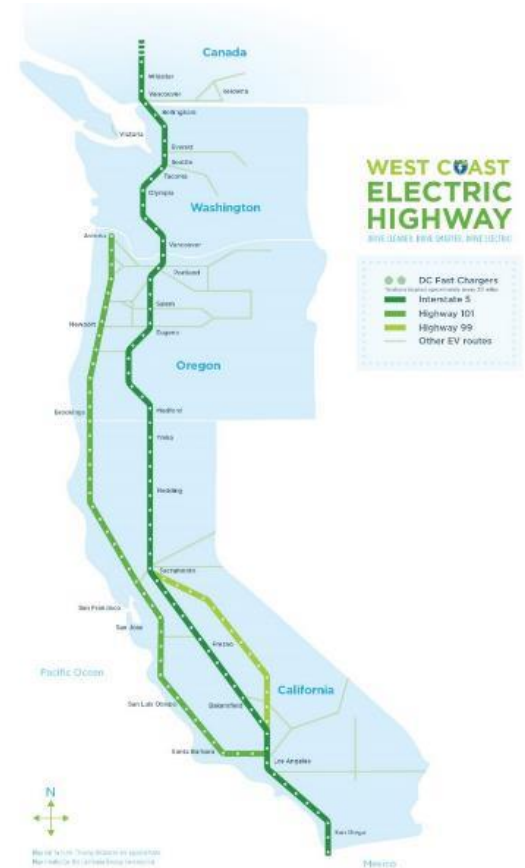 Canada
Whistler
Vancouver
Valdema
Bellingham
Victoria
Everett
Seattle
Tacoma
Olympia
Washington
WEST COAST
ELECTRIC
HIGHWAY
DRIVE CLEANER. DRIVE SMARTER. DRIVE ELECTRIC
Astoria
Vancouver
Portland
DC Fast Chargers
Interstate 5
Highway 101
Highway 99
Other EV routes
Salem
Newport
Eugene
Oregon
Brookings
Medford
Yreka
Redding
Sacramento
San Francisco
San Jose
Fresno
Pacific Ocean
California
San Luis Obispo
Bakersfield
Santa Barbara
Los Angeles
N
San Diego
Mexico